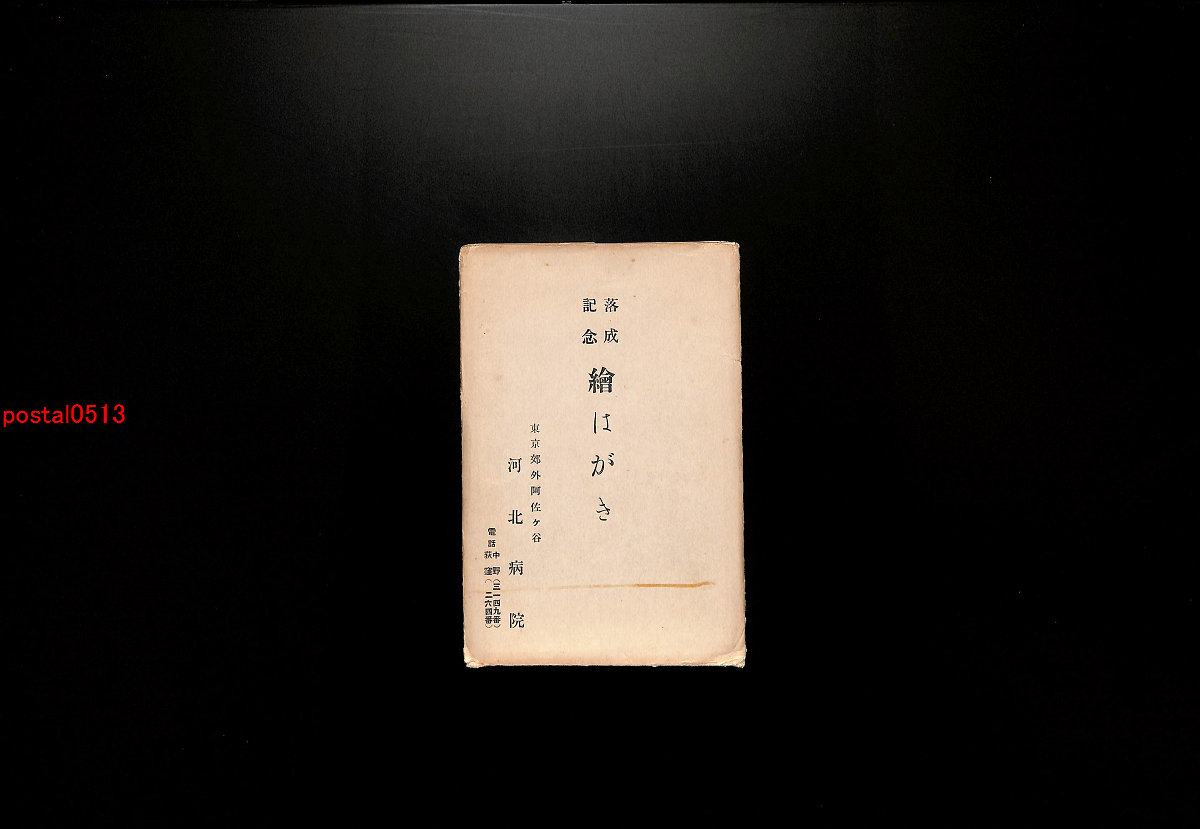 落成
記念
繪はがき
東京郊外阿佐ヶ谷
河北病院
電話
中野(三一四九番)
荻窪(二六四番)
postal0513